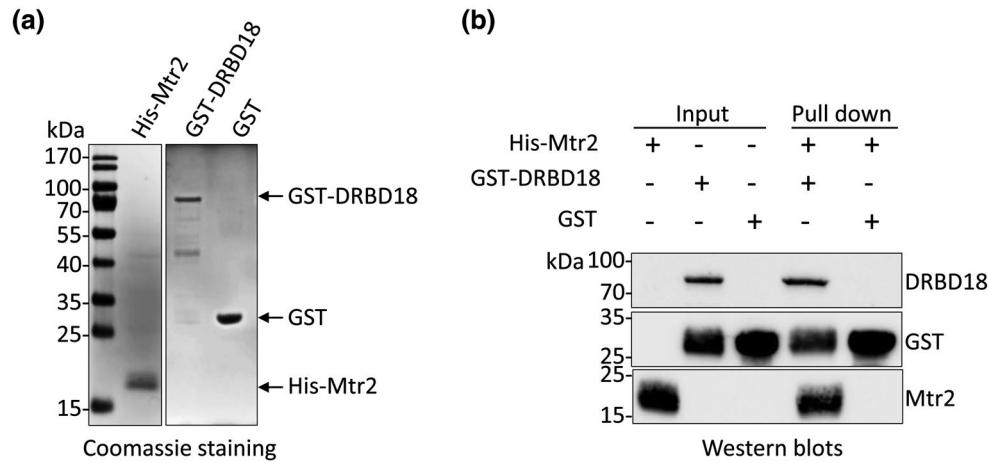 (a)
His-Mtr2
GST-DRBD18
GST
kDa
170-
100-
70-
55-
40-
35-
25-
15-
GST-DRBD18
GST
His-Mtr2
Coomassie staining
(b)
Input Pull down
His-Mtr2 + - - + +
GST-DRBD18 - + - + -
GST - - + - +
kDa 100-
70-
DRBD18
35-
25-
GST
25-
15-
Mtr2
Western blots